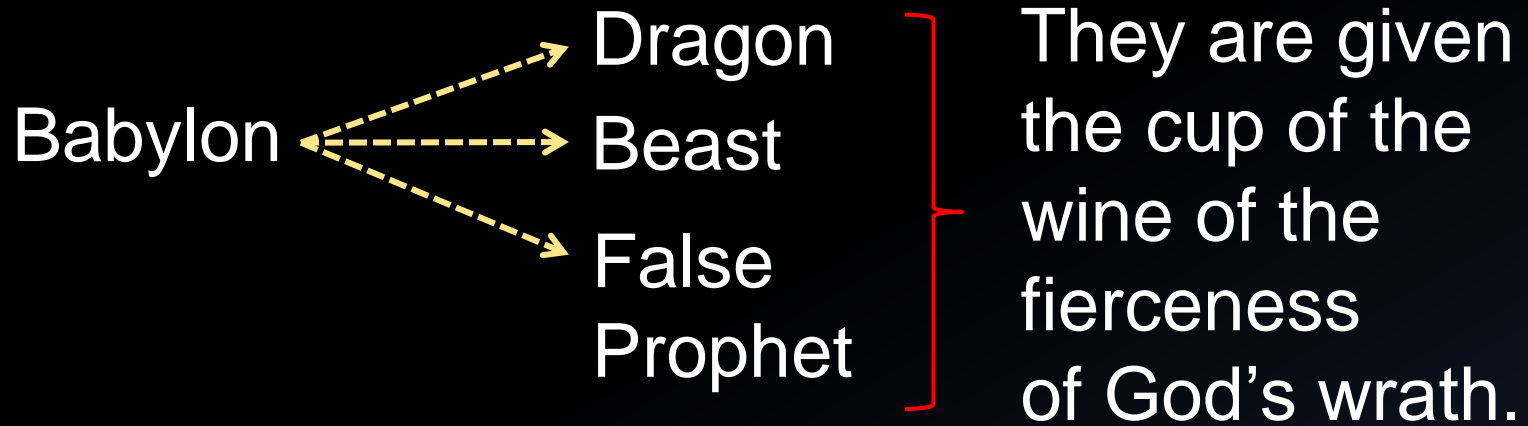 Babylon
Dragon
Beast
False
Prophet
They are given
the cup of the
wine of the
fierceness
of God’s wrath.